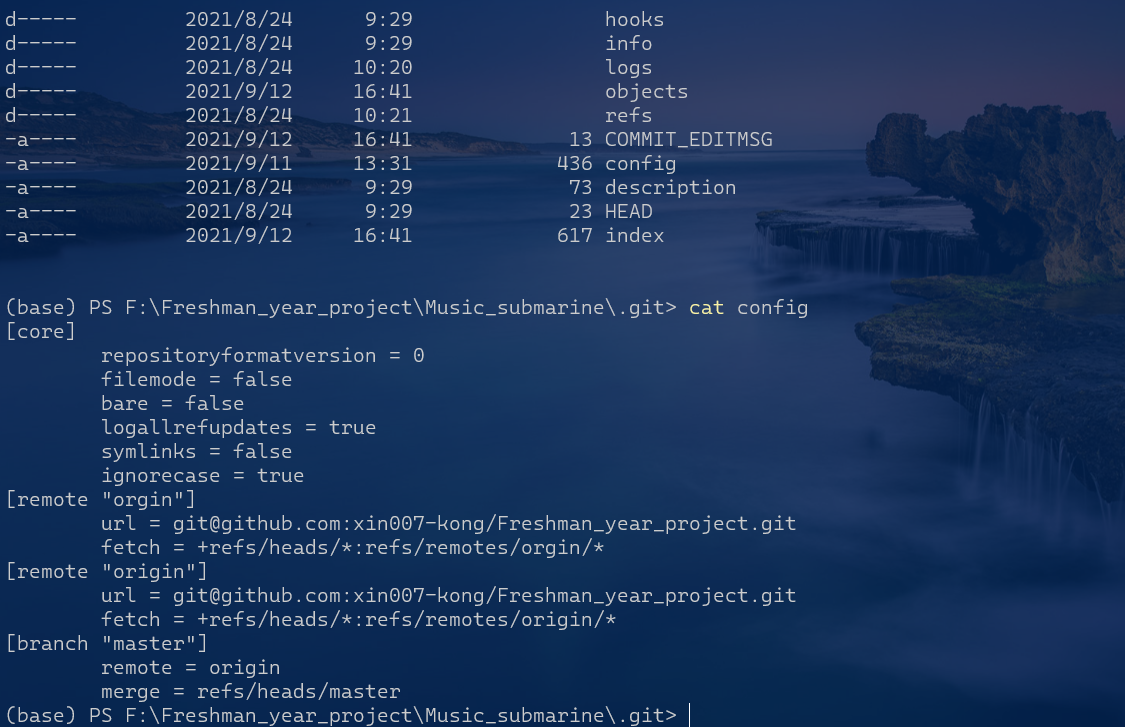 d-----        2021/8/24      9:29                hooks
d-----        2021/8/24      9:29                info
d-----        2021/8/24     10:20                logs
d-----        2021/9/12     16:41                objects
d-----        2021/8/24     10:21                refs
-a----        2021/9/12     16:41             13 COMMIT_EDITMSG
-a----        2021/9/11     13:31            436 config
-a----        2021/8/24      9:29             73 description
-a----        2021/8/24      9:29             23 HEAD
-a----        2021/9/12     16:41            617 index
(base) PS F:\Freshman_year_project\Music_submarine\.git> cat config
[core]
        repositoryformatversion = 0
        filemode = false
        bare = false
        logallrefupdates = true
        symlinks = false
        ignorecase = true
[remote "orgin"]
        url = git@github.com:xin007-kong/Freshman_year_project.git
        fetch = +refs/heads/*:refs/remotes/orgin/*
[remote "origin"]
        url = git@github.com:xin007-kong/Freshman_year_project.git
        fetch = +refs/heads/*:refs/remotes/origin/*
[branch "master"]
        remote = origin
        merge = refs/heads/master
(base) PS F:\Freshman_year_project\Music_submarine\.git>